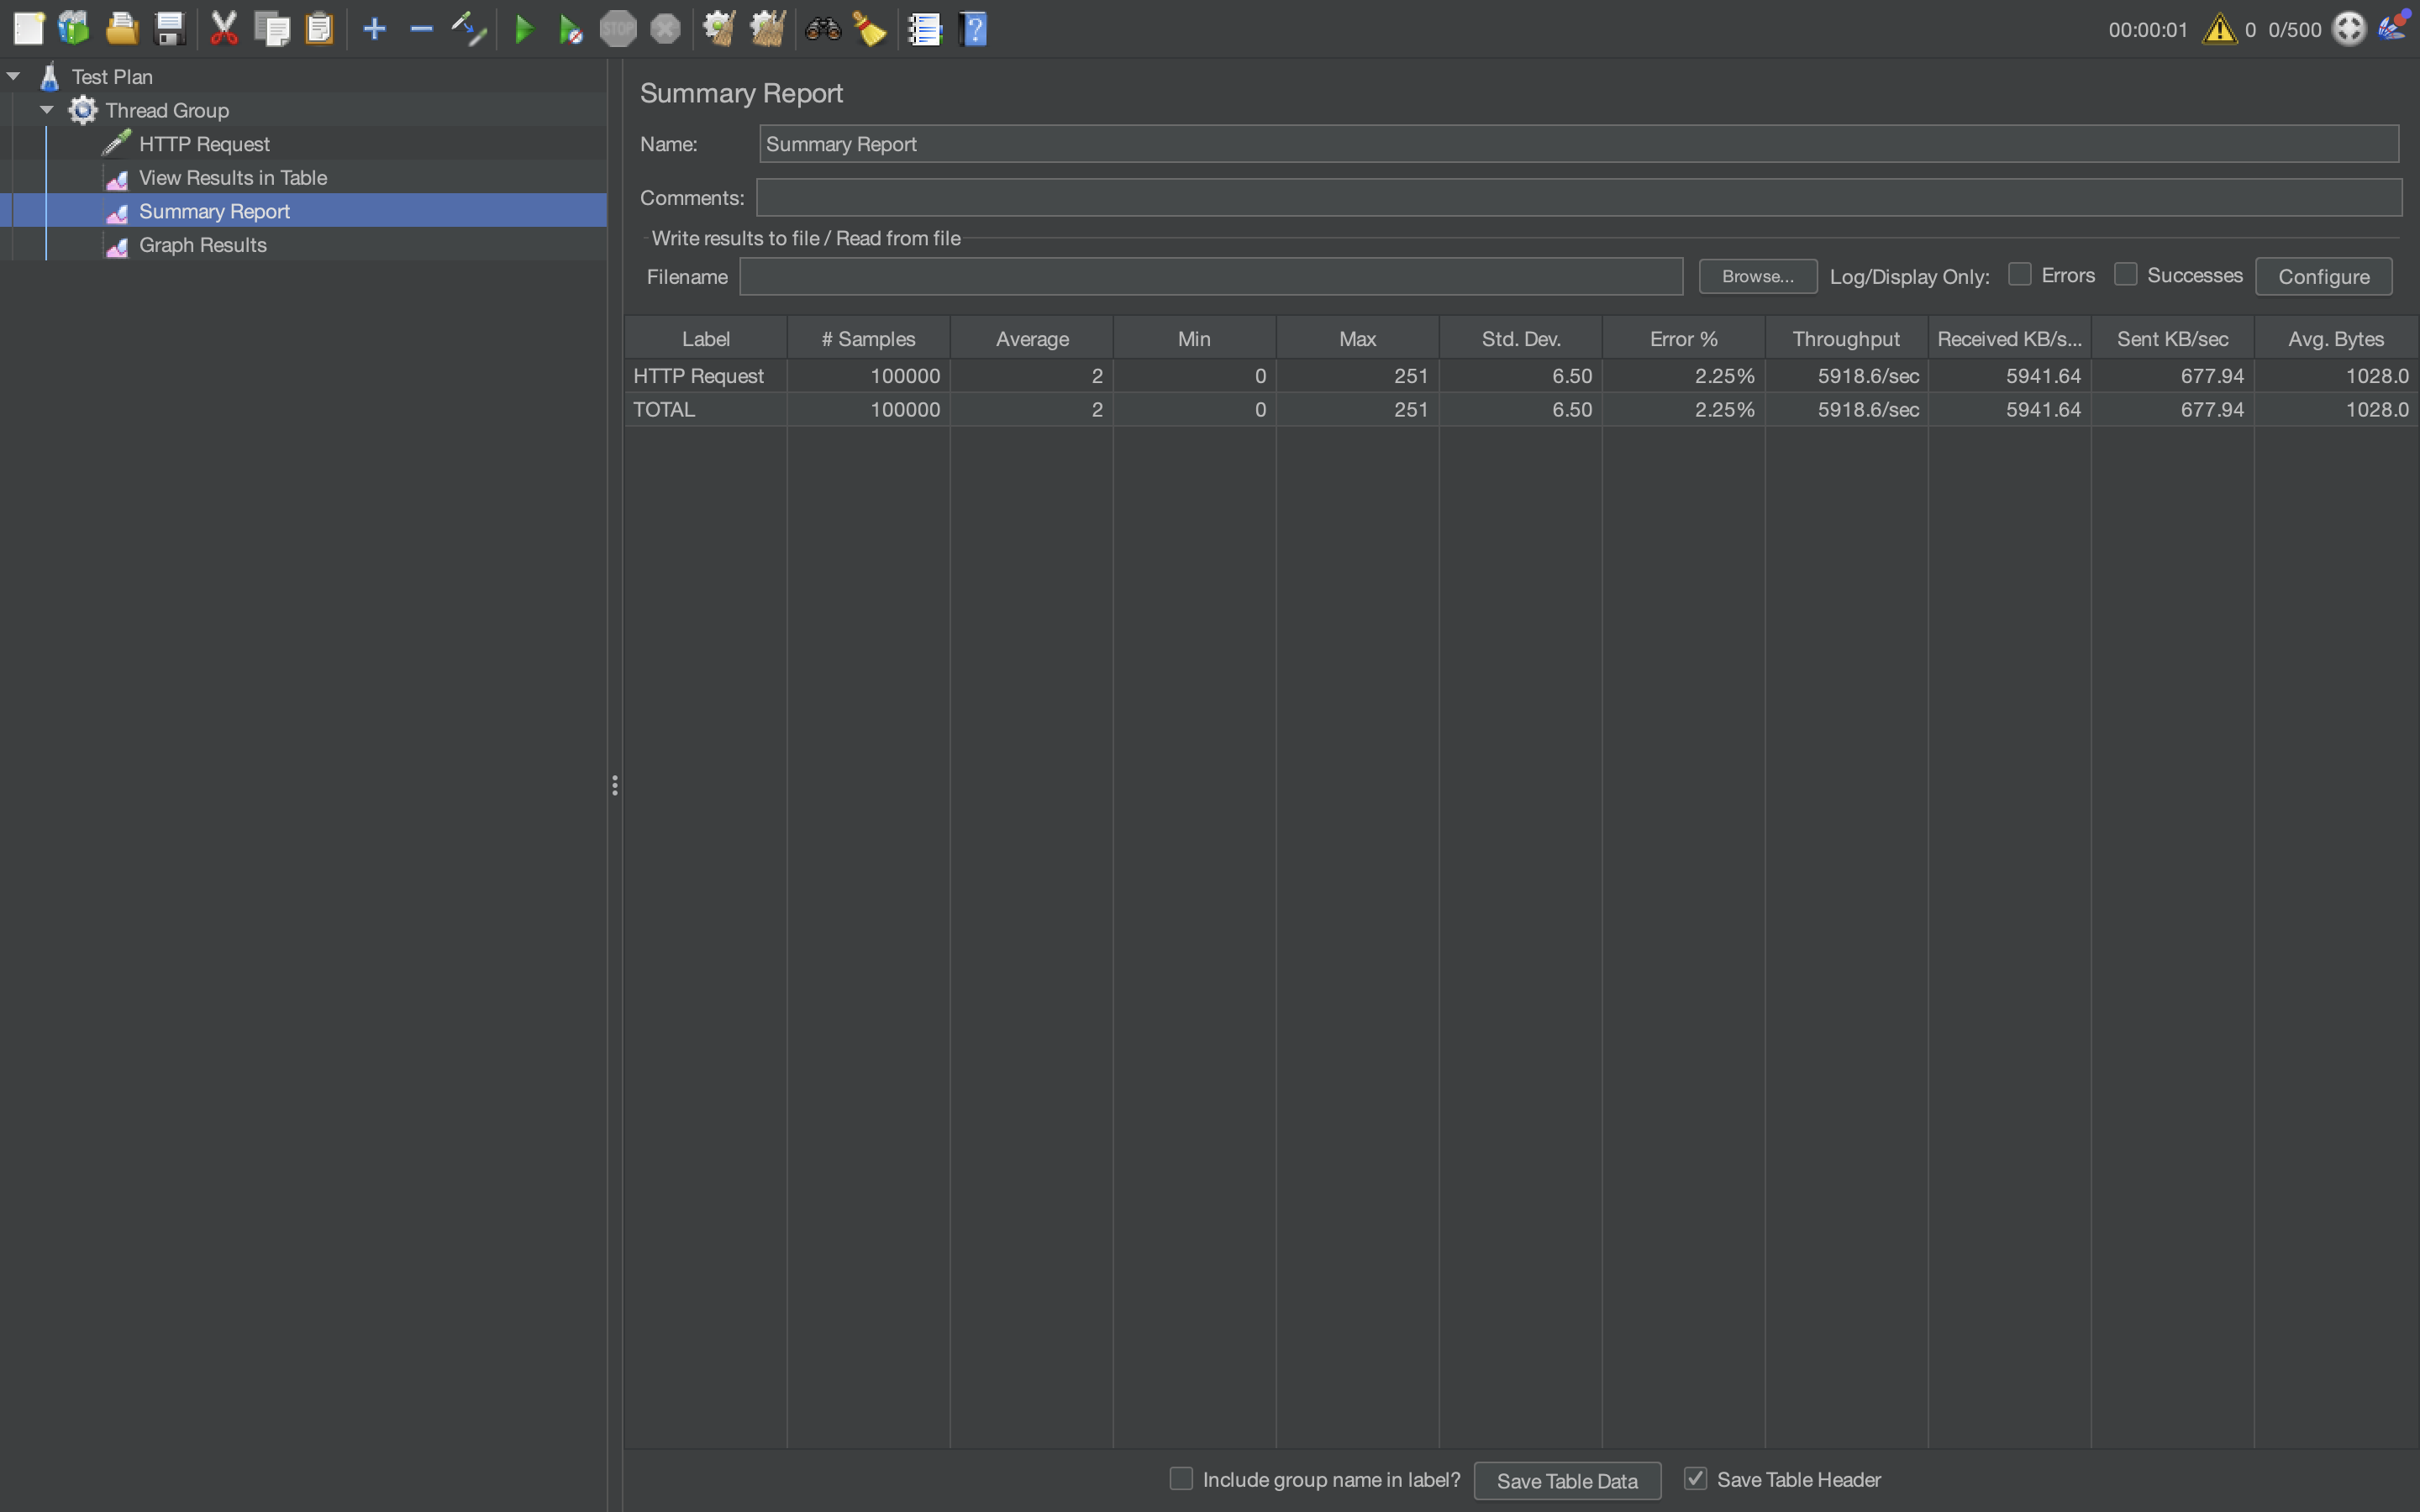 STOP
00:00:01 0 0/500
Test Plan
Thread Group
HTTP Request
View Results in Table
Summary Report
Graph Results
Summary Report
Name: Summary Report
Comments:
Write results to file / Read from file
Filename Browse... Log/Display Only: Errors Successes Configure
Label # Samples Average Min Max Std. Dev. Error % Throughput Received KB/s... Sent KB/sec Avg. Bytes
HTTP Request 100000 2 0 251 6.50 2.25% 5918.6/sec 5941.64 677.94 1028.0
TOTAL 100000 2 0 251 6.50 2.25% 5918.6/sec 5941.64 677.94 1028.0
Include group name in label? Save Table Data Save Table Header